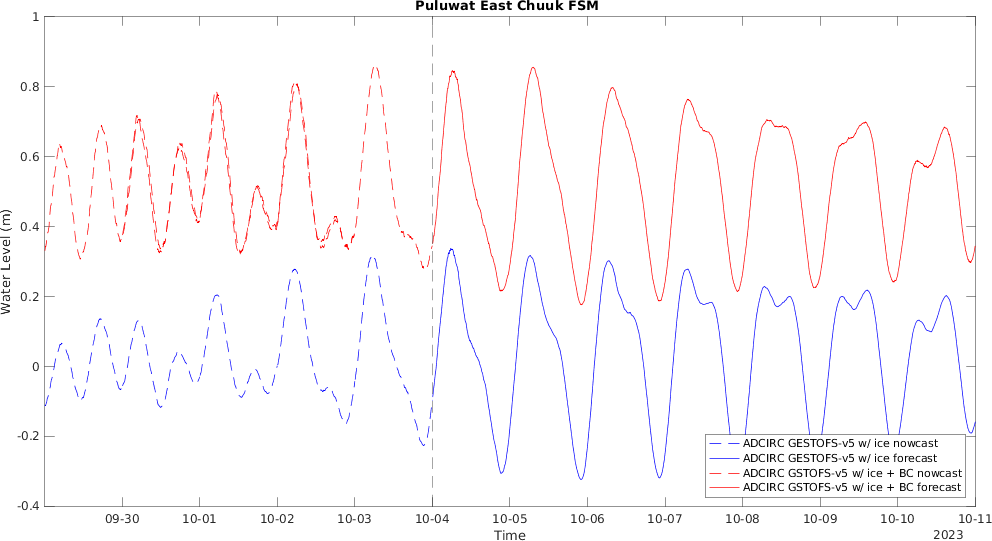 Puluwat East Chuuk FSM
1
0.8
0.6
0.4
0.2
0
-0.2
-0.4
Water Level (m)
ADCIRC GESTOFS-v5 w/ ice nowcast
ADCIRC GESTOFS-v5 w/ ice forecast
ADCIRC GSTOFS-v5 w/ ice + BC nowcast
ADCIRC GSTOFS-v5 w/ ice + BC forecast
09-30 10-01 10-02 10-03 10-04 10-05 10-06 10-07 10-08 10-09 10-10 10-11
Time
2023